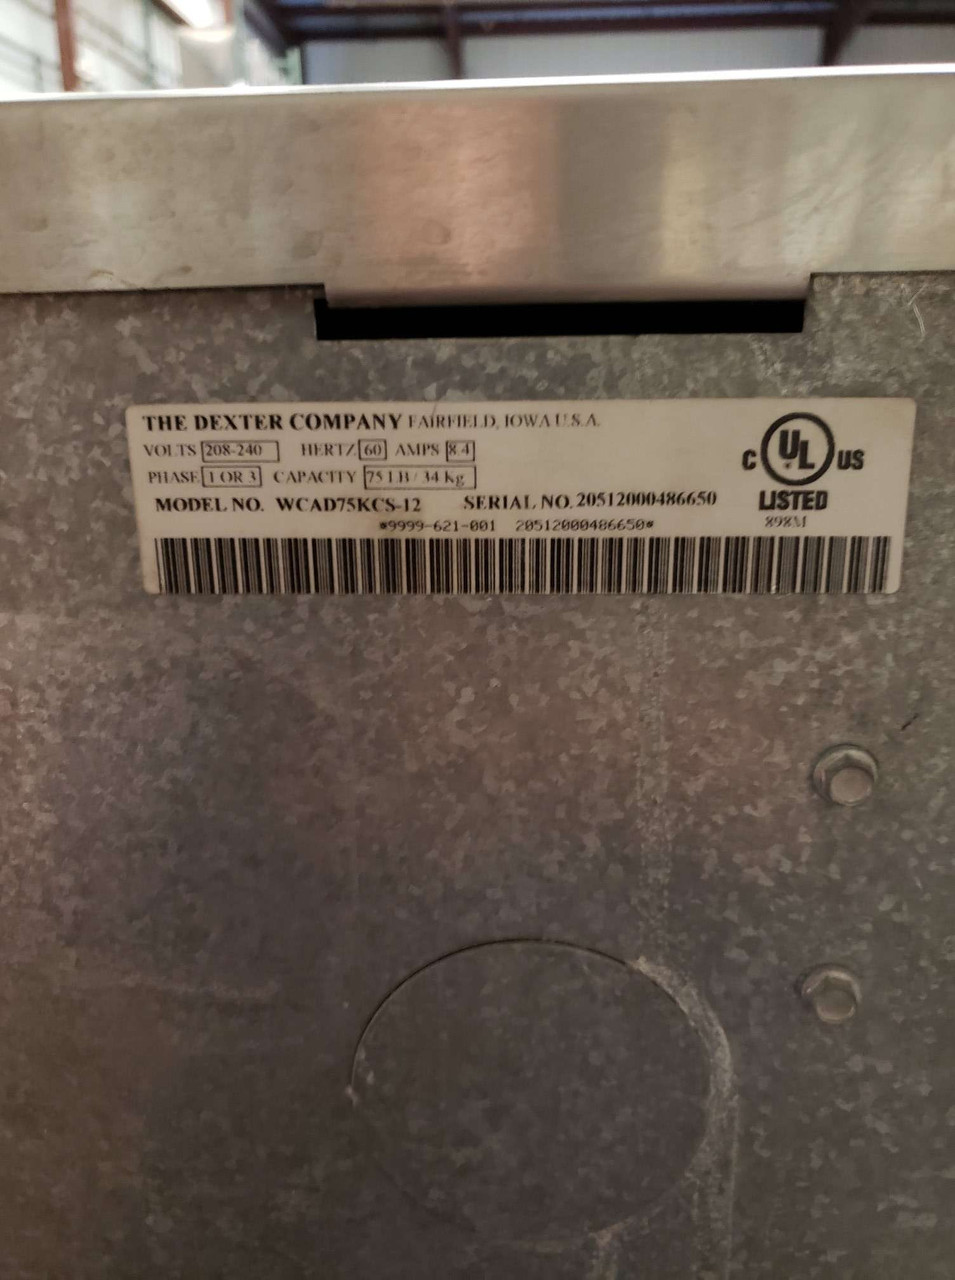 THE DEXTER COMPANY FAIRFIELD, IOWA U.S.A.
VOLTS 208-240 HERTZ 60 AMPS 8.4
PHASE 1 OR 3 CAPACITY 75 LB / 34 Kg
MODEL NO. WCAD75KCS-12 SERIAL NO. 20512000486650
*9999-621-001 20512000486650*
C UL US
LISTED
898M